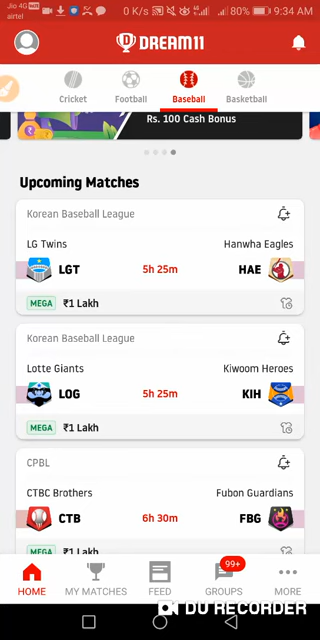 Jio 4G
airtel
0 K/s
4G
80%
9:34 AM
DREAM11
Cricket
Football
Baseball
Basketball
Rs. 100 Cash Bonus
Upcoming Matches
Korean Baseball League
LG Twins
Hanwha Eagles
LGT
5h 25m
HAE
MEGA ₹1 Lakh
Korean Baseball League
Lotte Giants
Kiwoom Heroes
LOG
5h 25m
KIH
MEGA ₹1 Lakh
CPBL
CTBC Brothers
Fubon Guardians
CTB
6h 30m
FBG
MEGA ₹1 Lakh
99+
HOME
MY MATCHES
FEED
GROUPS
MORE
DU RECORDER